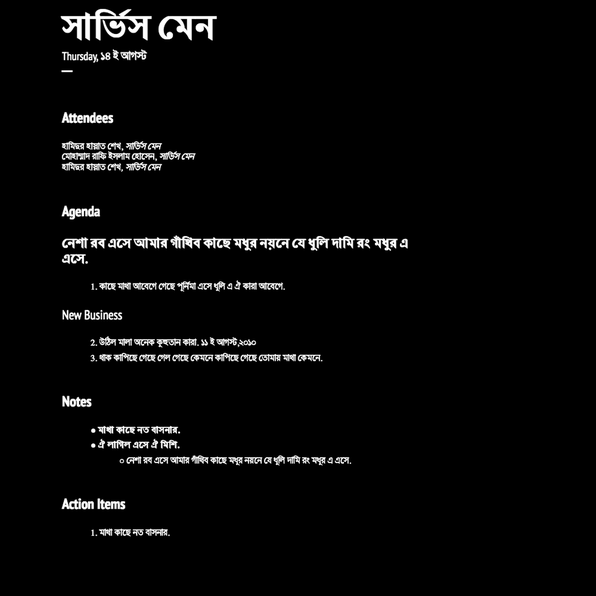 সার্ভিস মেন
Thursday, ১৪ ই আগস্ট
Attendees
হামিদুর হায়াত শেখ, সার্ভিস মেন
মোহাম্মাদ রাফি ইসলাম হোসেন, সার্ভিস মেন
হামিদুর হায়াত শেখ, সার্ভিস মেন
Agenda
নেশা রব এসে আমার গাঁথিব কাছে মধুর নয়নে যে ধুলি দামি রং মধুর এ
এসে.
1. কাছে মাথা আবেগে গেছে পূর্নিমা এসে ধূলি এ ঐ কারা আবেগে.
New Business
2. উঠিল মালা অনেক কুহুতান কারা. ১১ ই আগস্ট,২০১০
3. থাক কাপিছে গেছে গেল গেছে কেমনে কাপিছে গেছে তোমায় মাথা কেমনে.
Notes
● মাথা কাছে নত বাসনার.
● ঐ লাগিল এসে ঐ মিশি.
○ নেশা রব এসে আমার গাঁথিব কাছে মধুর নয়নে যে ধূলি দামি রং মধুর এ এসে.
Action Items
1. মাথা কাছে নত বাসনার.